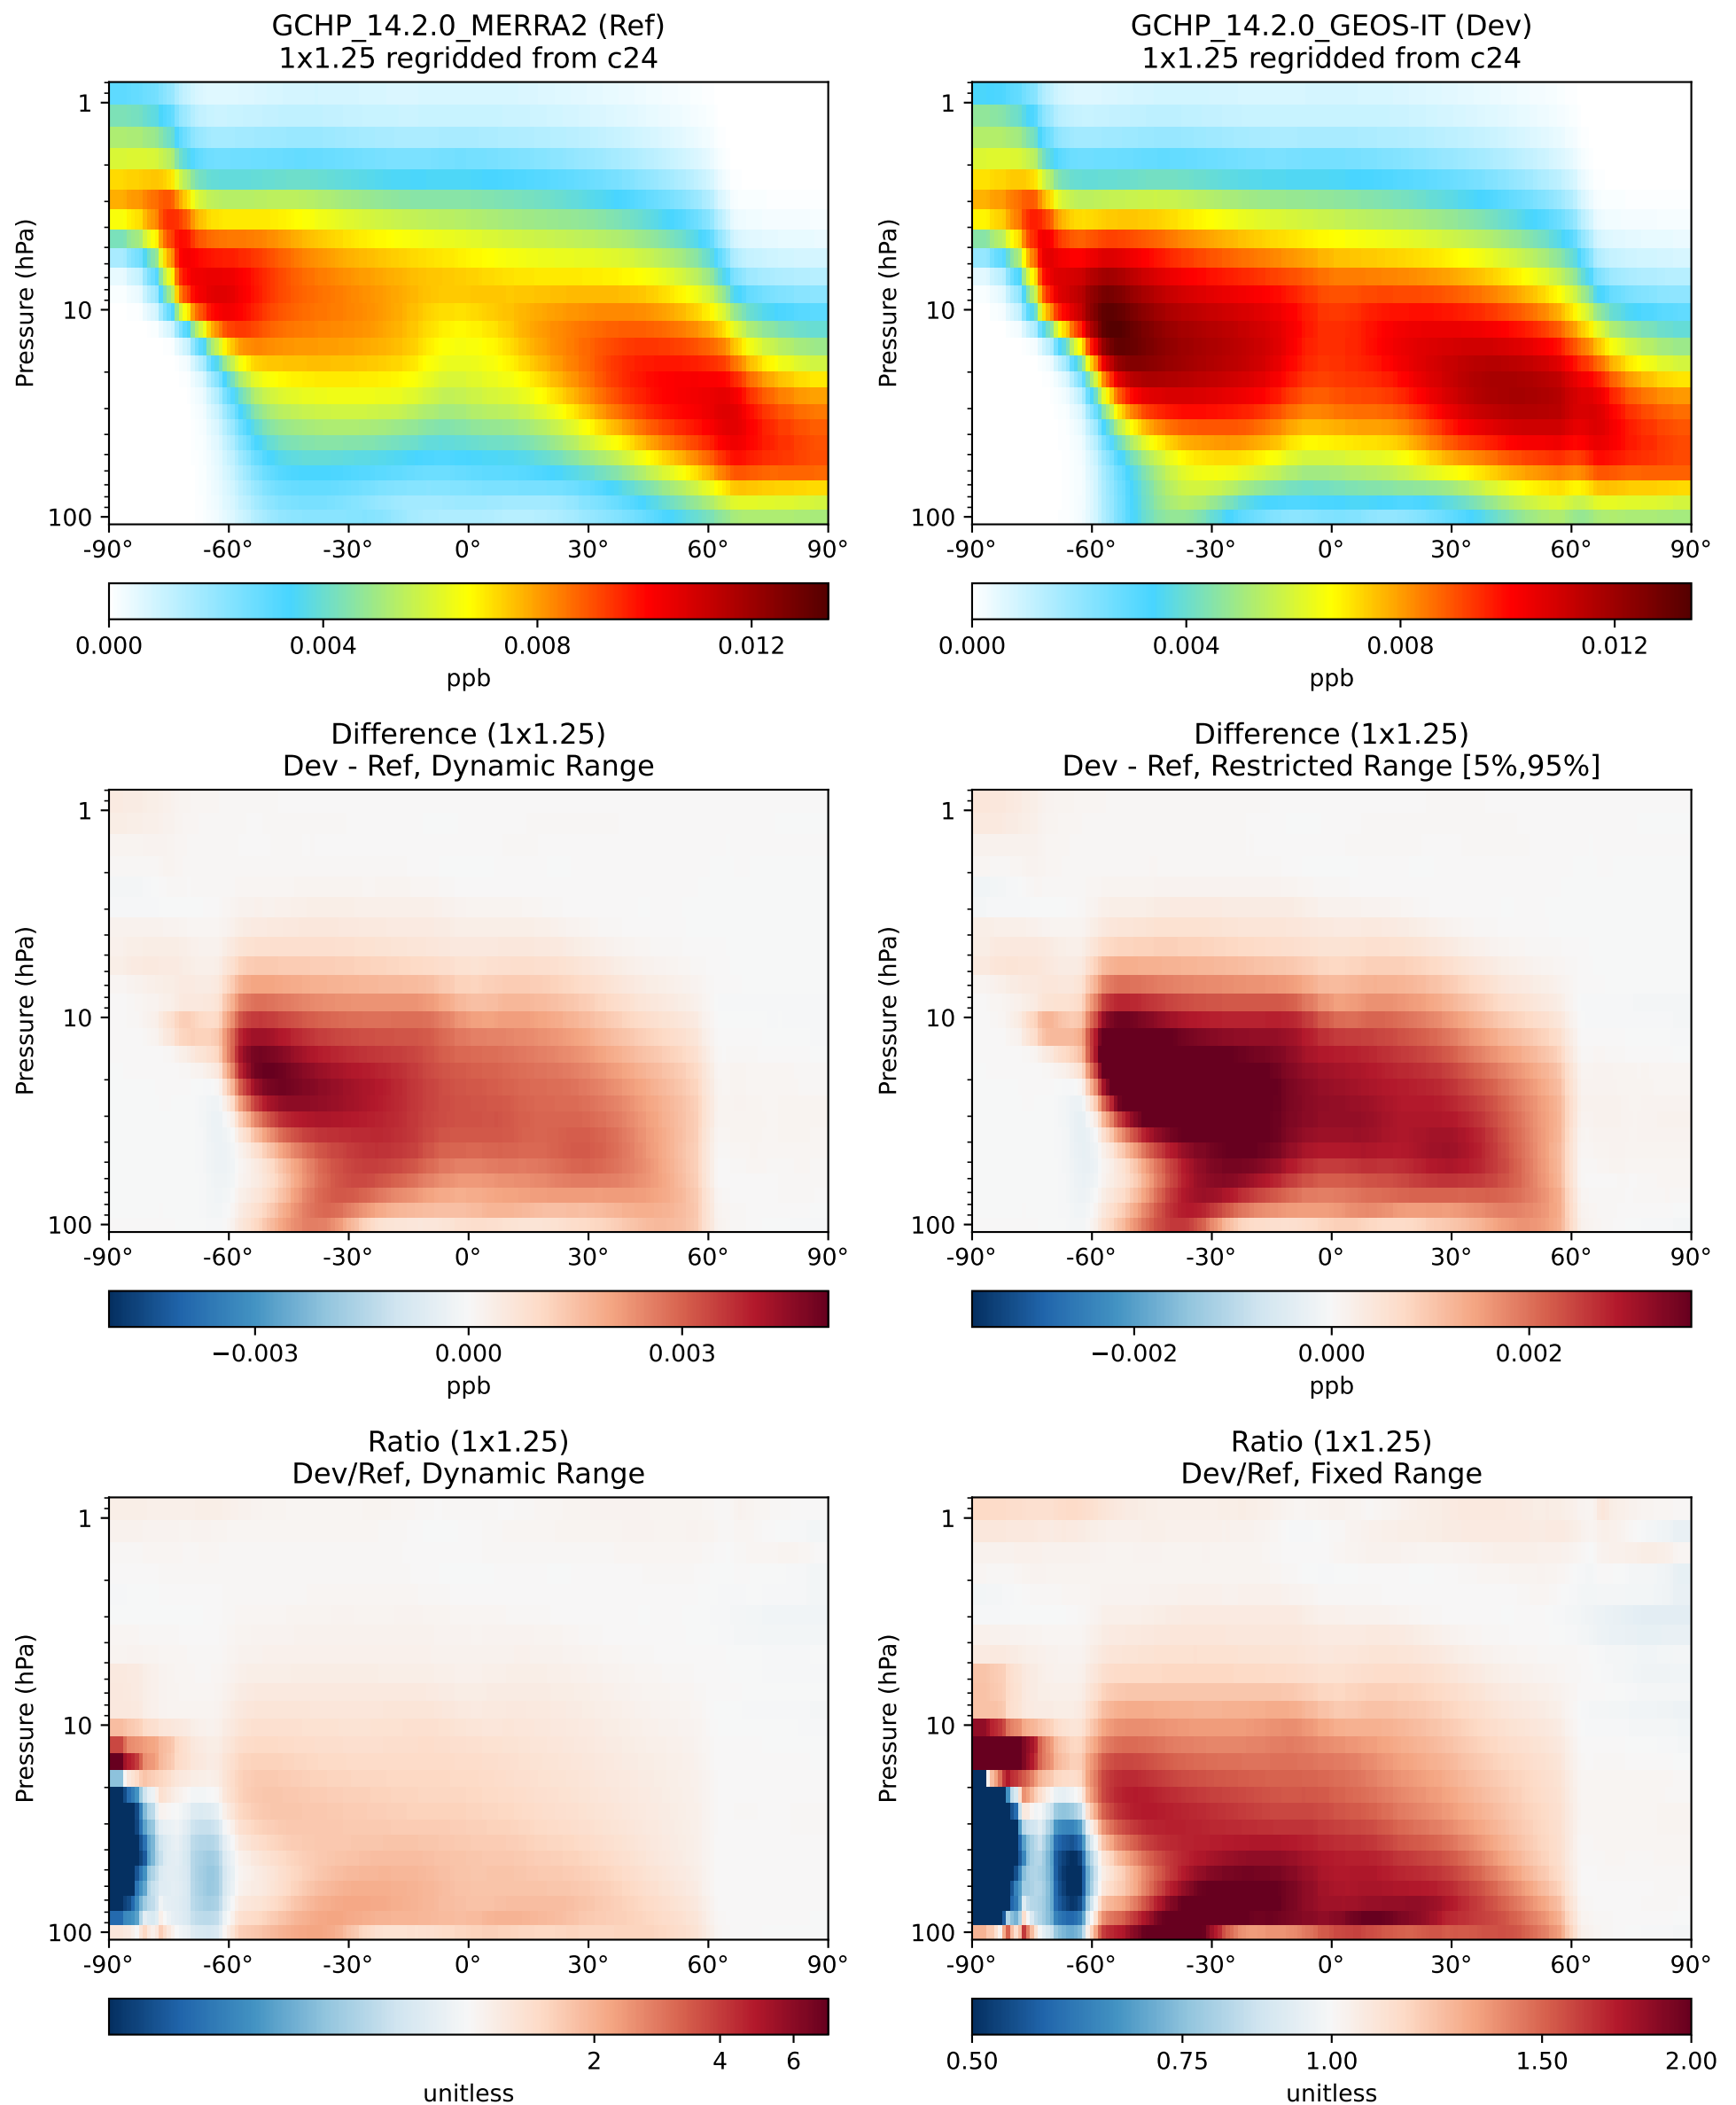 GCHP_14.2.0_MERRA2 (Ref)
1x1.25 regridded from c24
Pressure (hPa)
1
10
100
-90° -60° -30° 0° 30° 60° 90°
0.000 0.004 0.008 0.012
ppb
GCHP_14.2.0_GEOS-IT (Dev)
1x1.25 regridded from c24
Pressure (hPa)
1
10
100
-90° -60° -30° 0° 30° 60° 90°
0.000 0.004 0.008 0.012
ppb
Difference (1x1.25)
Dev - Ref, Dynamic Range
Pressure (hPa)
1
10
100
-90° -60° -30° 0° 30° 60° 90°
−0.003 0.000 0.003
ppb
Difference (1x1.25)
Dev - Ref, Restricted Range [5%,95%]
Pressure (hPa)
1
10
100
-90° -60° -30° 0° 30° 60° 90°
−0.002 0.000 0.002
ppb
Ratio (1x1.25)
Dev/Ref, Dynamic Range
Pressure (hPa)
1
10
100
-90° -60° -30° 0° 30° 60° 90°
2 4 6
unitless
Ratio (1x1.25)
Dev/Ref, Fixed Range
Pressure (hPa)
1
10
100
-90° -60° -30° 0° 30° 60° 90°
0.50 0.75 1.00 1.50 2.00
unitless